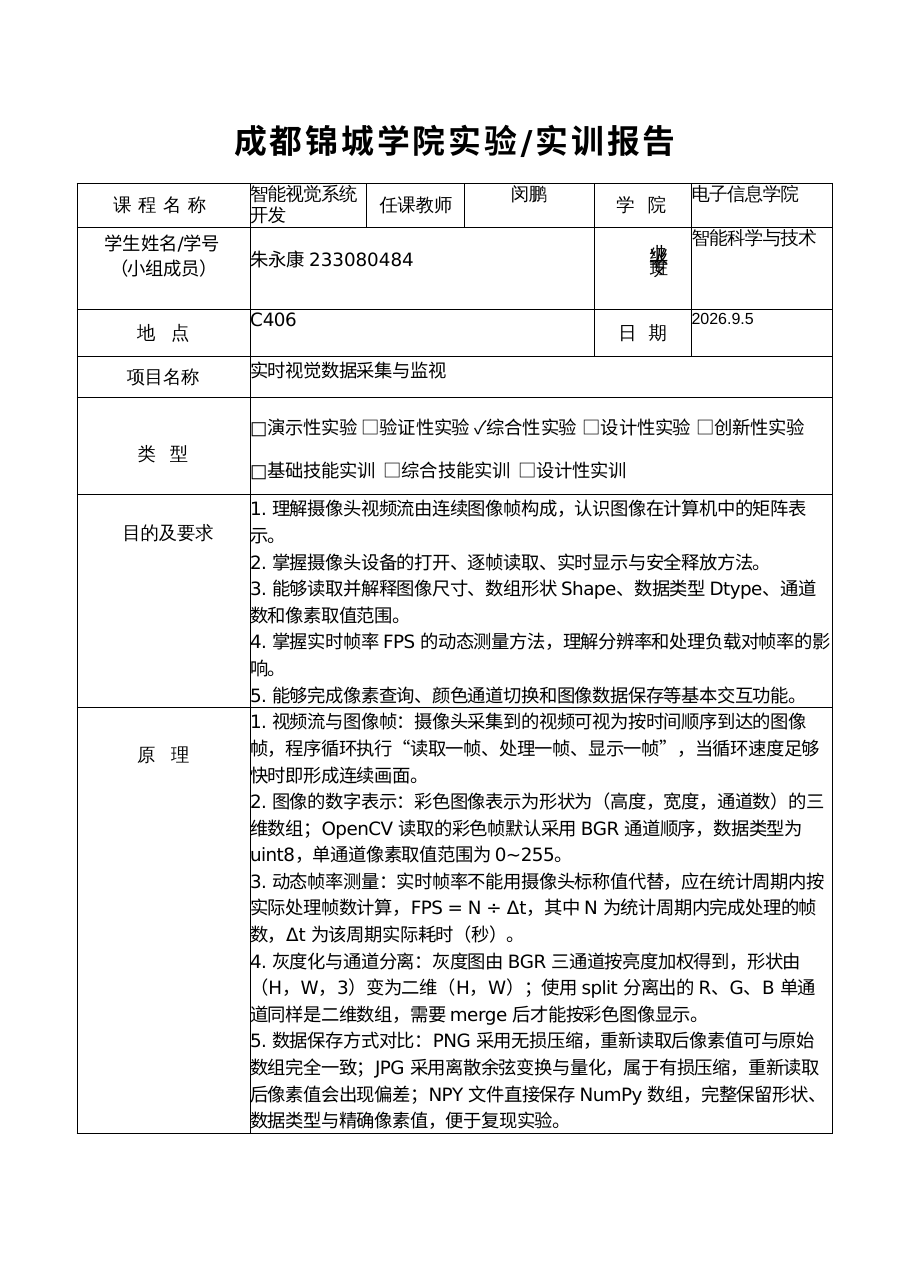 成都锦城学院实验/实训报告
课 程 名 称
智能视觉系统
开发
任课教师
闵鹏
学 院
电子信息学院
学生姓名/学号
（小组成员）
朱永康 233080484
智能科学与技术
地 点
C406
日 期
2026.9.5
项目名称
实时视觉数据采集与监视
类 型
□演示性实验 □验证性实验 ✓综合性实验 □设计性实验 □创新性实验
□基础技能实训 □综合技能实训 □设计性实训
目的及要求
1. 理解摄像头视频流由连续图像帧构成，认识图像在计算机中的矩阵表
示。
2. 掌握摄像头设备的打开、逐帧读取、实时显示与安全释放方法。
3. 能够读取并解释图像尺寸、数组形状 Shape、数据类型 Dtype、通道
数和像素取值范围。
4. 掌握实时帧率 FPS 的动态测量方法，理解分辨率和处理负载对帧率的影
响。
5. 能够完成像素查询、颜色通道切换和图像数据保存等基本交互功能。
原 理
1. 视频流与图像帧：摄像头采集到的视频可视为按时间顺序到达的图像
帧，程序循环执行“读取一帧、处理一帧、显示一帧”，当循环速度足够
快时即形成连续画面。
2. 图像的数字表示：彩色图像表示为形状为（高度，宽度，通道数）的三
维数组；OpenCV 读取的彩色帧默认采用 BGR 通道顺序，数据类型为
uint8，单通道像素取值范围为 0~255。
3. 动态帧率测量：实时帧率不能用摄像头标称值代替，应在统计周期内按
实际处理帧数计算，FPS = N ÷ Δt，其中 N 为统计周期内完成处理的帧
数，Δt 为该周期实际耗时（秒）。
4. 灰度化与通道分离：灰度图由 BGR 三通道按亮度加权得到，形状由
（H，W，3）变为二维（H，W）；使用 split 分离出的 R、G、B 单通
道同样是二维数组，需要 merge 后才能按彩色图像显示。
5. 数据保存方式对比：PNG 采用无损压缩，重新读取后像素值可与原始
数组完全一致；JPG 采用离散余弦变换与量化，属于有损压缩，重新读取
后像素值会出现偏差；NPY 文件直接保存 NumPy 数组，完整保留形状、
数据类型与精确像素值，便于复现实验。